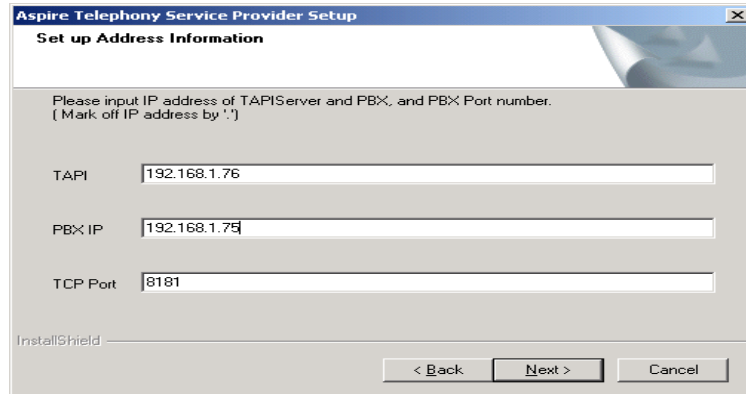 Aspire Telephony Service Provider Setup
Set up Address Information
Please input IP address of TAPIServer and PBX, and PBX Port number.
( Mark off IP address by '.')
TAPI 192.168.1.76
PBX IP 192.168.1.75
TCP Port 8181
InstallShield
< Back Next > Cancel